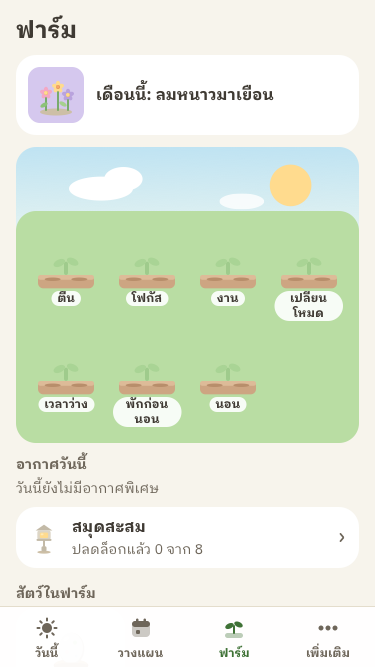 ฟาร์ม
เดือนนี้: ลมหนาวมาเยือน
ตื่น
โฟกัส
งาน
เปลี่ยน
โหมด
เวลาว่าง
พักก่อน
นอน
นอน
อากาศวันนี้
วันนี้ยังไม่มีอากาศพิเศษ
สมุดสะสม
ปลดล็อกแล้ว 0 จาก 8
สัตว์ในฟาร์ม
วันนี้
วางแผน
ฟาร์ม
เพิ่มเติม